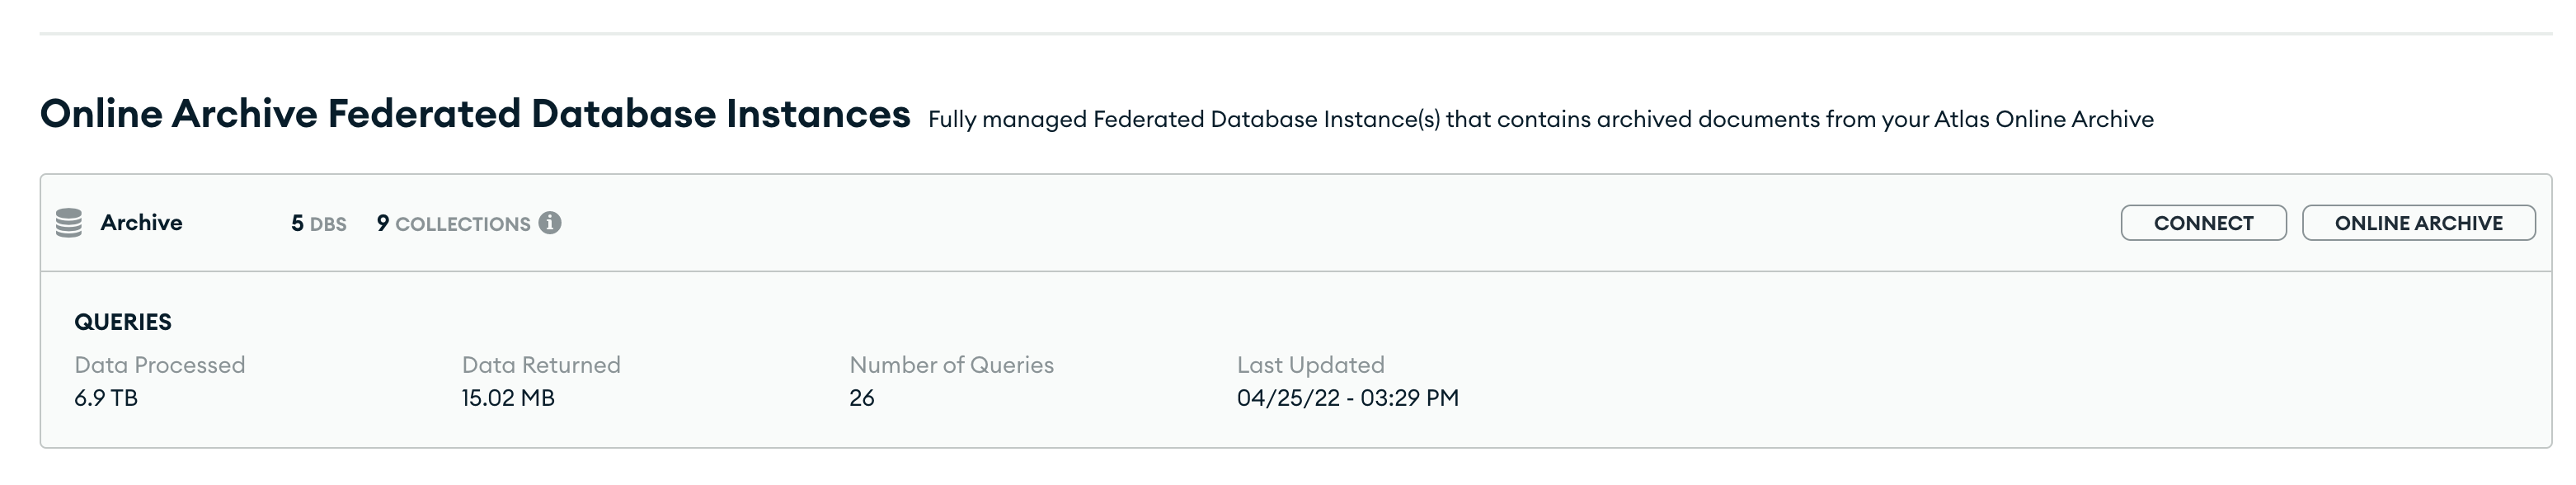 Online Archive Federated Database Instances Fully managed Federated Database Instance(s) that contains archived documents from your Atlas Online Archive
Archive 5 DBS 9 COLLECTIONS CONNECT ONLINE ARCHIVE
QUERIES
Data Processed Data Returned Number of Queries Last Updated
6.9 TB 15.02 MB 26 04/25/22 - 03:29 PM